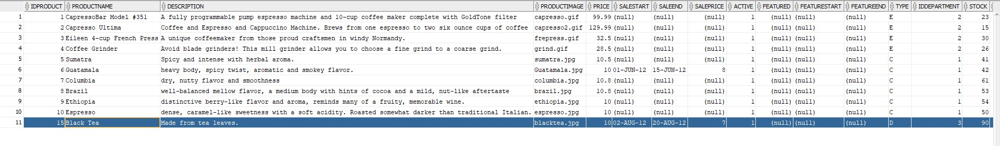 IDPRODUCT PRODUCTNAME DESCRIPTION PRODUCTIMAGE PRICE SALESTART SALEEND SALEPRICE ACTIVE FEATURED FEATURESTART FEATUREEND TYPE IDDEPARTMENT STOCK
1 1 CapressoBar Model #351 A fully programmable pump espresso machine and 10-cup coffee maker complete with GoldTone filter capresso.gif 99.99 (null) (null) (null) 1 (null) (null) (null) E 2 23
2 2 Capresso Ultima Coffee and Espresso and Cappuccino Machine. Brews from one espresso to two six ounce cups of coffee capresso2.gif 129.99 (null) (null) (null) 1 (null) (null) (null) E 2 15
3 3 Eileen 4-cup French Press A unique coffeemaker from those proud craftsmen in windy Normandy. frepress.gif 32.5 (null) (null) (null) 1 (null) (null) (null) E 2 30
4 4 Coffee Grinder Avoid blade grinders! This mill grinder allows you to choose a fine grind to a coarse grind. grind.gif 28.5 (null) (null) (null) 1 (null) (null) (null) E 2 26
5 5 Sumatra Spicy and intense with herbal aroma. sumatra.jpg 10.5 (null) (null) (null) 1 (null) (null) (null) C 1 41
6 6 Guatamala heavy body, spicy twist, aromatic and smokey flavor. Guatamala.jpg 10 01-JUN-12 15-JUN-12 8 1 (null) (null) (null) C 1 42
7 7 Columbia dry, nutty flavor and smoothness columbia.jpg 10.8 (null) (null) (null) 1 (null) (null) (null) C 1 61
8 8 Brazil well-balanced mellow flavor, a medium body with hints of cocoa and a mild, nut-like aftertaste brazil.jpg 10.8 (null) (null) (null) 1 (null) (null) (null) C 1 53
9 9 Ethiopia distinctive berry-like flavor and aroma, reminds many of a fruity, memorable wine. ethiopia.jpg 10 (null) (null) (null) 1 (null) (null) (null) C 1 54
10 10 Espresso dense, caramel-like sweetness with a soft acidity. Roasted somewhat darker than traditional Italian. espresso.jpg 10 (null) (null) (null) 1 (null) (null) (null) C 1 50
11 15 Black Tea Made from tea leaves. blacktea.jpg 10 02-AUG-12 20-AUG-12 7 1 (null) (null) (null) D 3 90